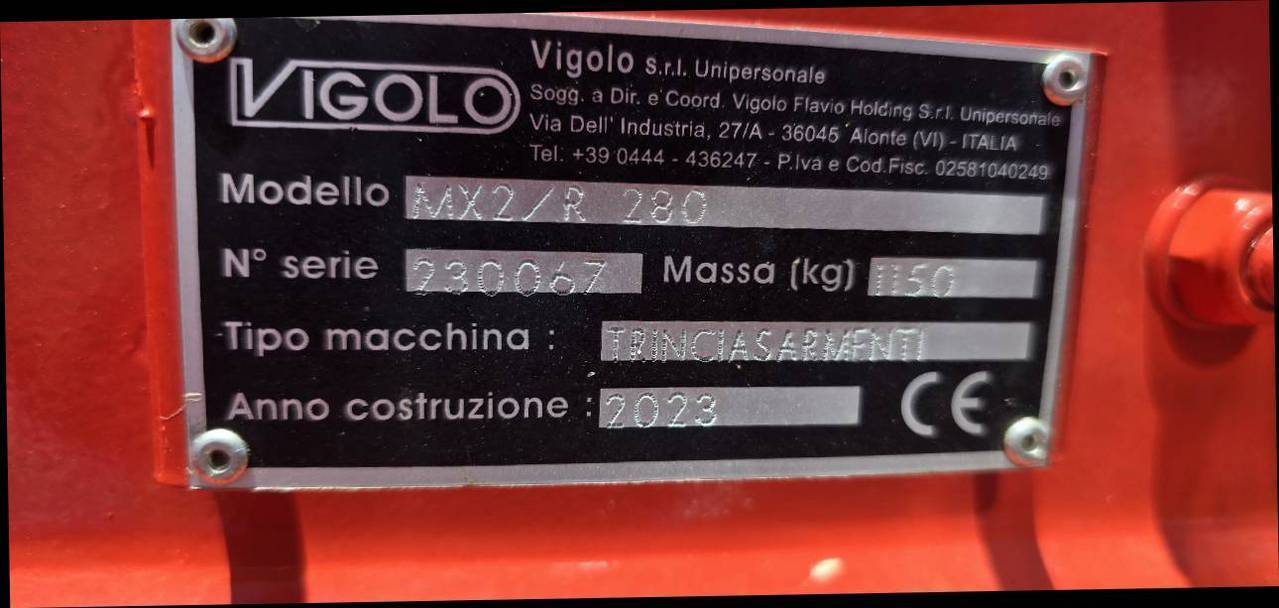 VIGOLO
Vigolo s.r.l. Unipersonale
Sogg. a Dir. e Coord. Vigolo Flavio Holding S.r.l. Unipersonale
Via Dell' Industria, 27/A - 36045 Alonte (VI) - ITALIA
Tel. +39 0444 - 436247 - P.Iva e Cod.Fisc. 02581040249
Modello MX2/R 280
N° serie 230067 Massa (kg) 1150
Tipo macchina : TRINCIASARMENTI
Anno costruzione : 2023 CE